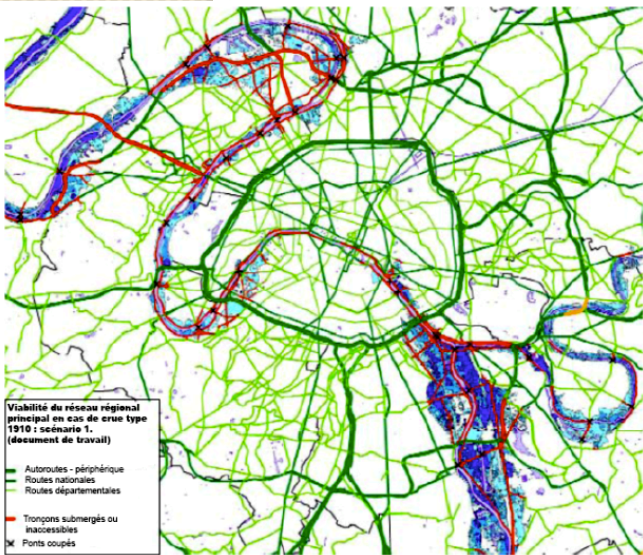 Viabilité du réseau régional
principal en cas de crue type
1910 : scénario 1.
(document de travail)
Autoroutes - périphérique
Routes nationales
Routes départementales
Tronçons submergés ou
inaccessibles
Ponts coupés